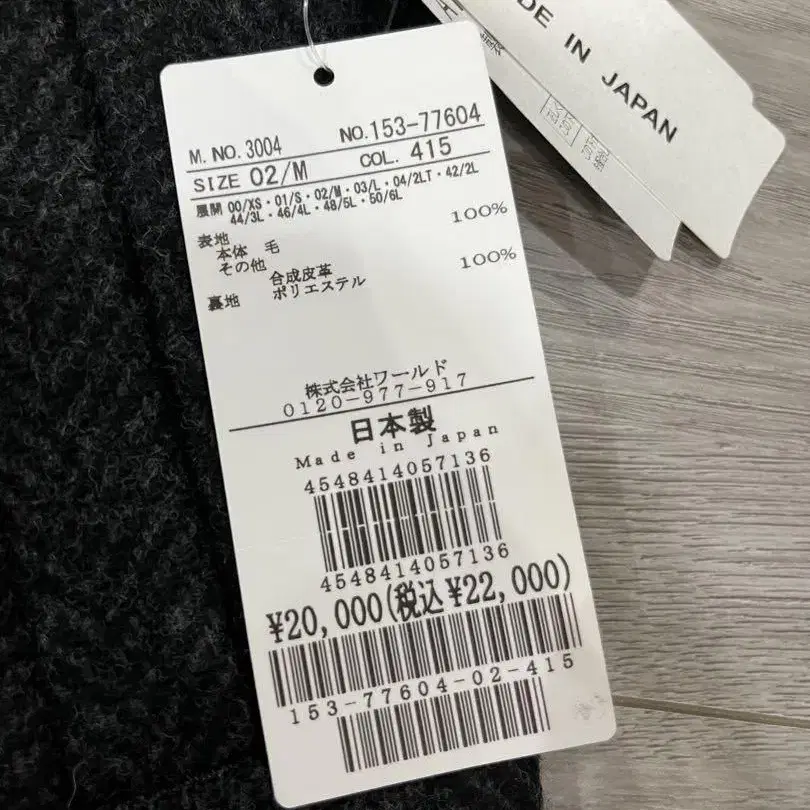 MADE IN JAPAN
M. NO. 3004 NO. 153-77604
SIZE 02/M COL. 415
展開 00/XS・01/S・02/M・03/L・04/2LT・42/2L
44/3L・46/4L・48/5L・50/6L
表地
本体 毛 100%
その他
合成皮革
裏地 ポリエステル 100%
株式会社ワールド
0120-977-917
日本製
Made in Japan
4548414057136
4548414057136
¥20,000(税込¥22,000)
153-77604-02-415